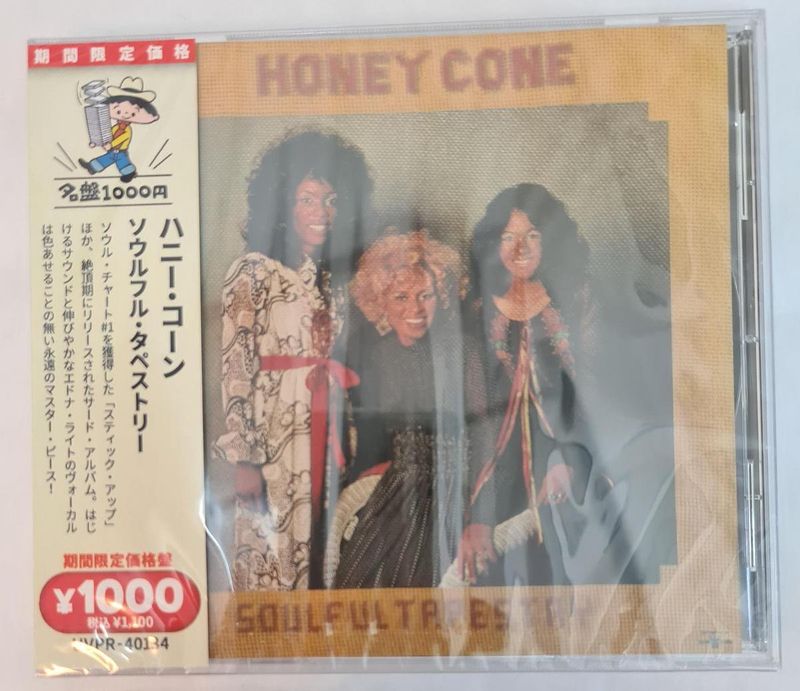 期間限定価格
名盤1000円
ハニー・コーン
ソウルフル・タペストリー
ソウル・チャート#1を獲得した「スティック・アップ」
ほか、絶頂期にリリースされたサード・アルバム。はじ
けるサウンドと伸びやかなエドナ・ライトのヴォーカル
は色あせることの無い永遠のマスター・ピース！
期間限定価格盤
¥1000
税込¥1,100
UVPR-40134
HONEY CONE
SOULFUL TAPESTRY